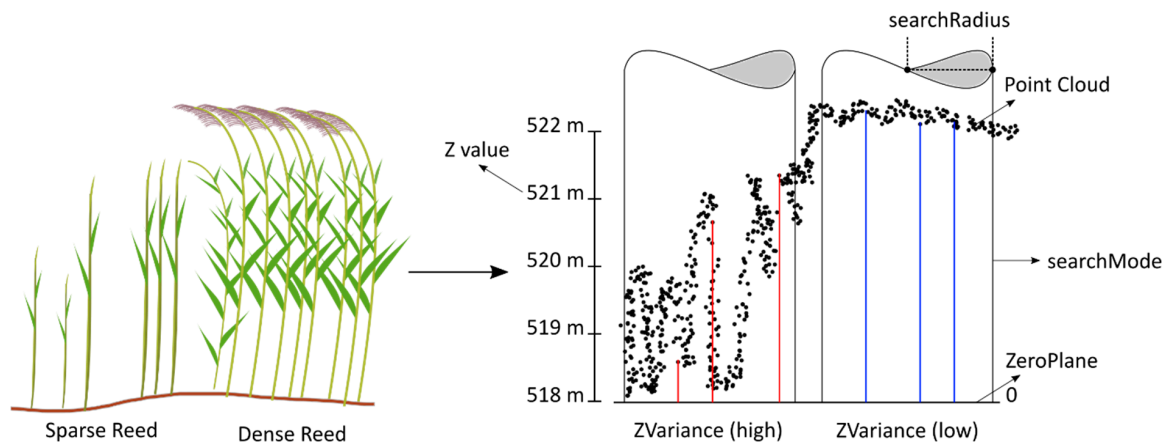 searchRadius
Point Cloud
522 m
Z value
521 m
520 m
searchMode
519 m
ZeroPlane
518 m
0
Sparse Reed
Dense Reed
ZVariance (high)
ZVariance (low)